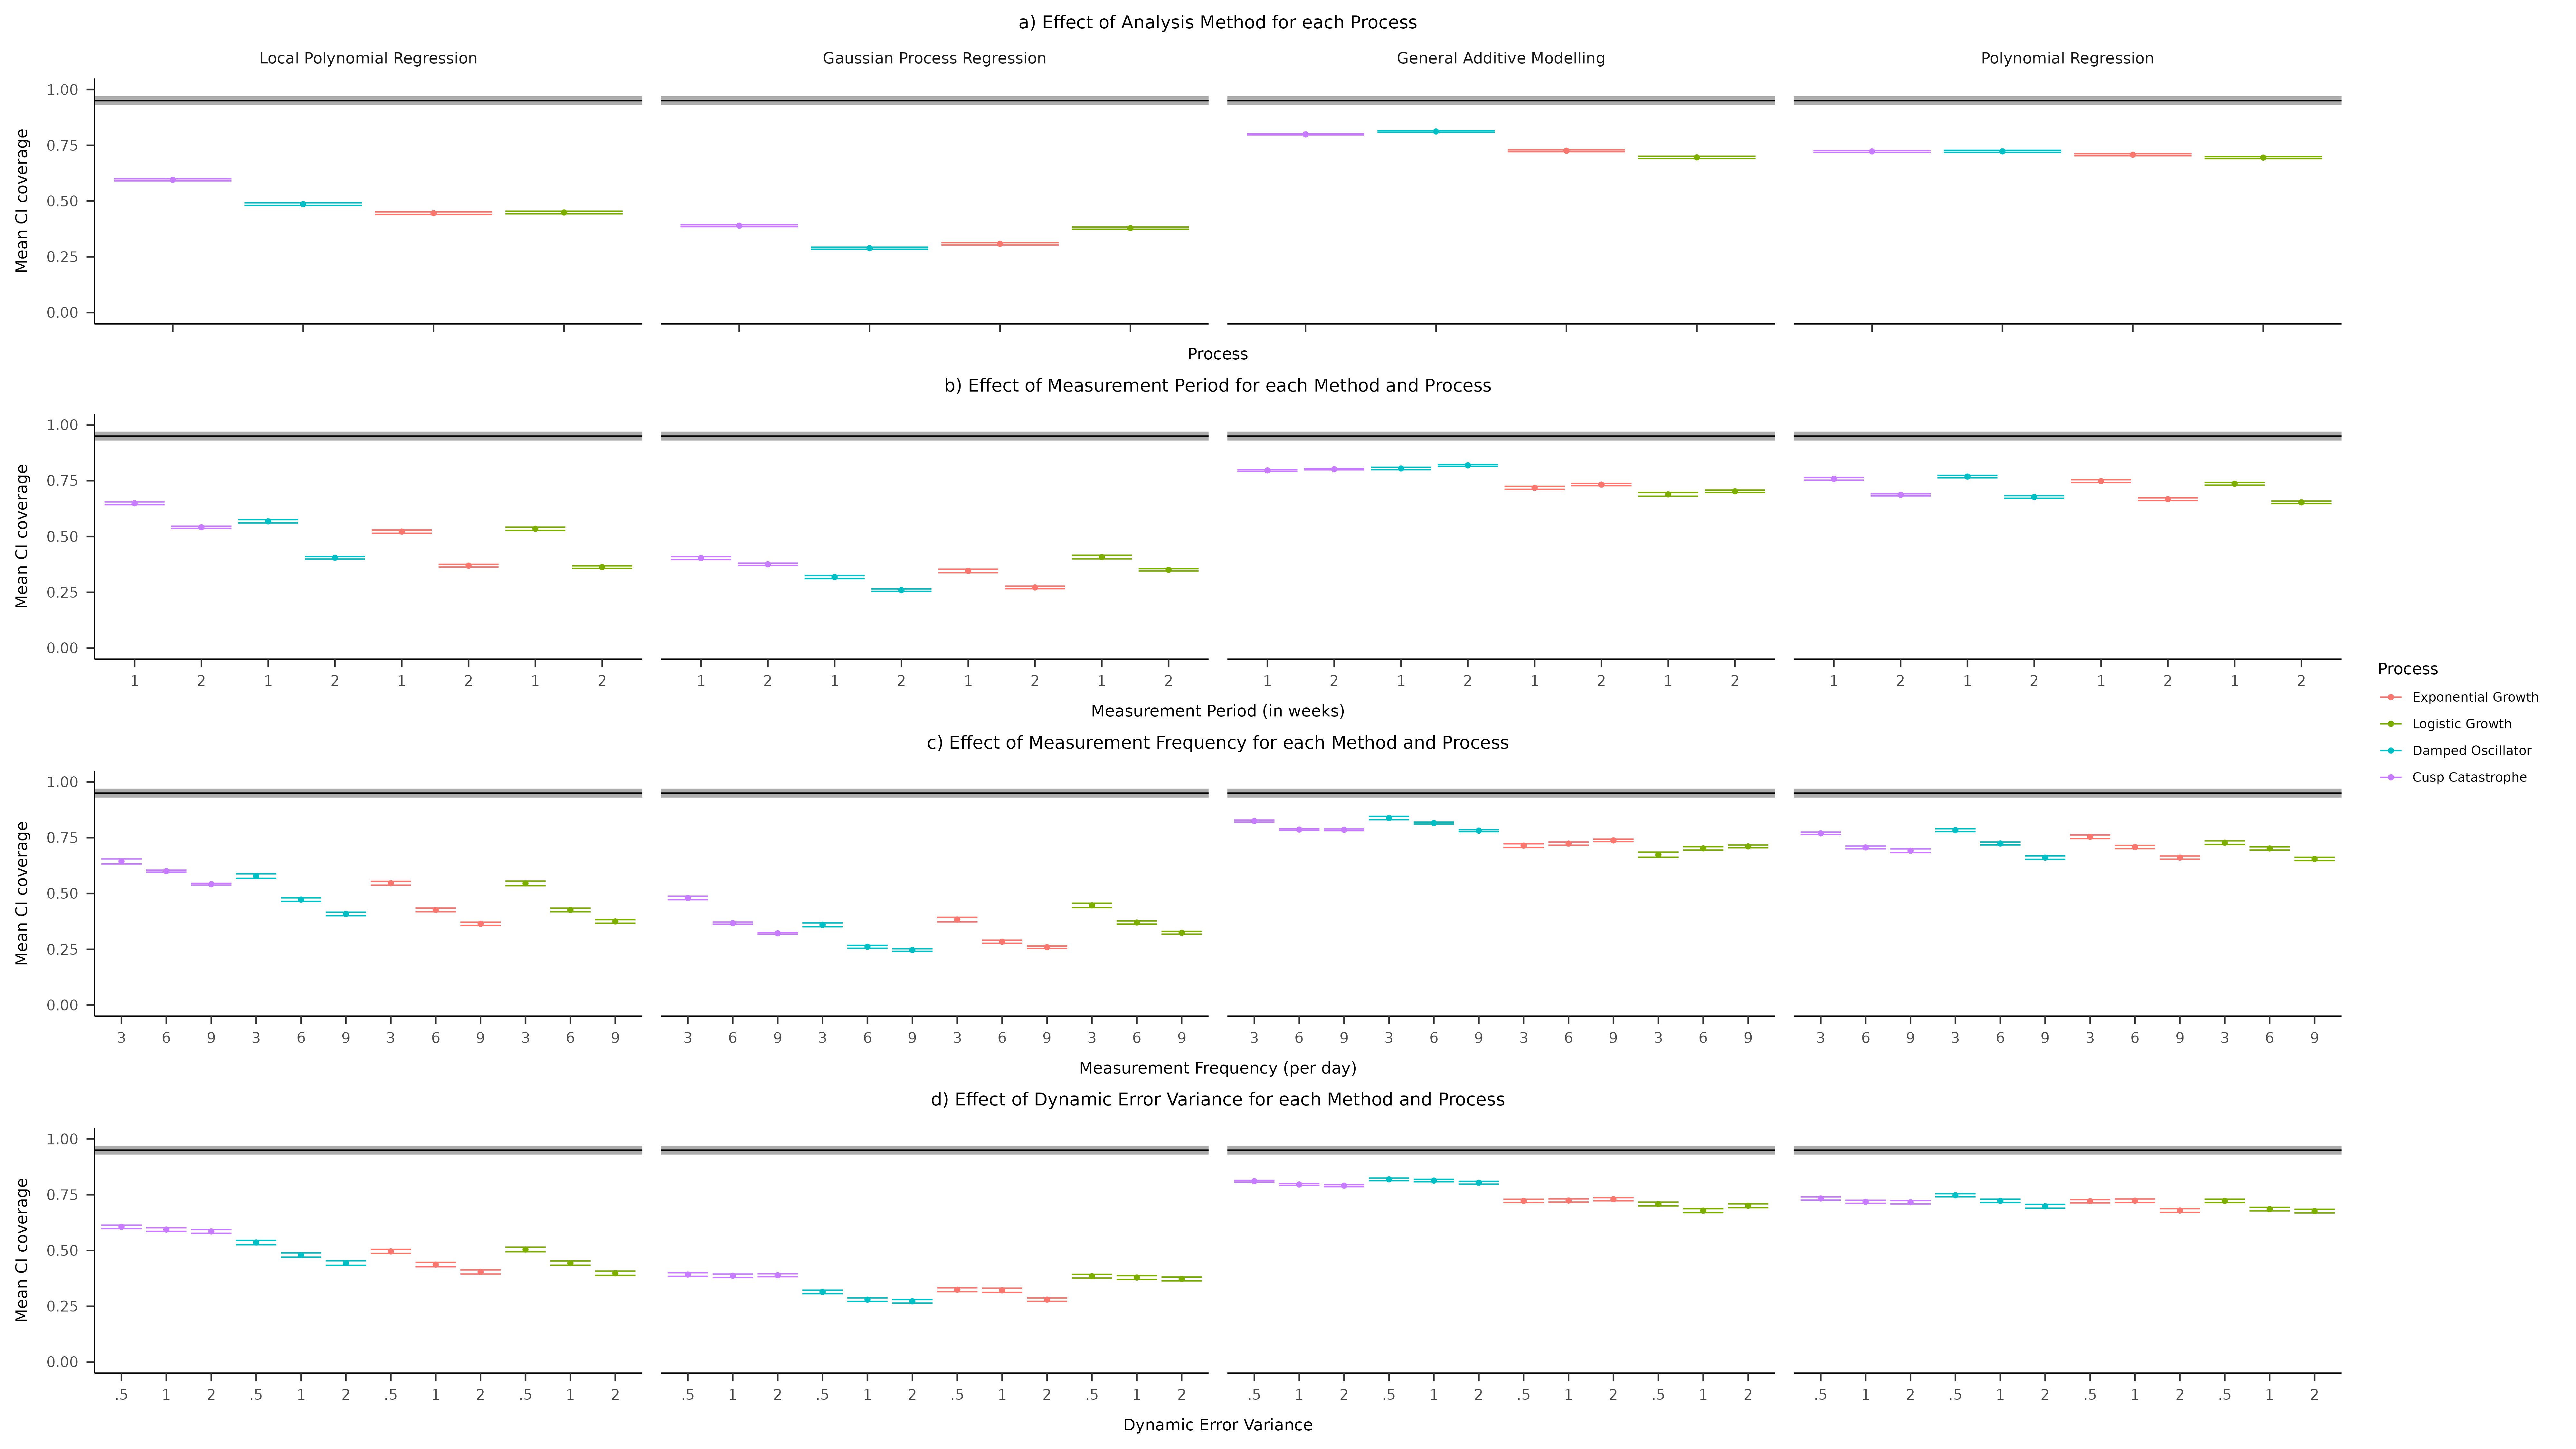 a) Effect of Analysis Method for each Process
Local Polynomial Regression Gaussian Process Regression General Additive Modelling Polynomial Regression
Mean CI coverage
1.00
0.75
0.50
0.25
0.00
Process
b) Effect of Measurement Period for each Method and Process
Mean CI coverage
1.00
0.75
0.50
0.25
0.00
1 2 1 2 1 2 1 2 1 2 1 2 1 2 1 2 1 2 1 2 1 2 1 2 1 2 1 2 1 2 1 2
Measurement Period (in weeks)
Process
Exponential Growth
Logistic Growth
Damped Oscillator
Cusp Catastrophe
c) Effect of Measurement Frequency for each Method and Process
Mean CI coverage
1.00
0.75
0.50
0.25
0.00
3 6 9 3 6 9 3 6 9 3 6 9 3 6 9 3 6 9 3 6 9 3 6 9 3 6 9 3 6 9 3 6 9 3 6 9 3 6 9 3 6 9 3 6 9 3 6 9
Measurement Frequency (per day)
d) Effect of Dynamic Error Variance for each Method and Process
Mean CI coverage
1.00
0.75
0.50
0.25
0.00
.5 1 2 .5 1 2 .5 1 2 .5 1 2 .5 1 2 .5 1 2 .5 1 2 .5 1 2 .5 1 2 .5 1 2 .5 1 2 .5 1 2 .5 1 2 .5 1 2 .5 1 2 .5 1 2
Dynamic Error Variance